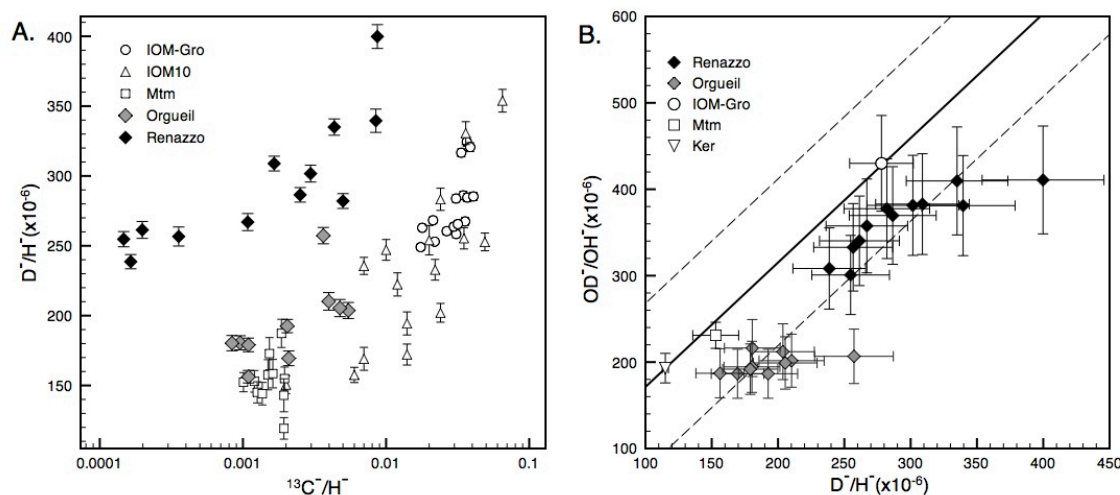 A.
IOM-Gro
IOM10
Mtm
Orgueil
Renazzo
400
350
300
250
200
150
D⁻/H⁻(x10⁻⁶)
0.0001
0.001
0.01
0.1
¹³C⁻/H⁻
B.
Renazzo
Orgueil
IOM-Gro
Mtm
Ker
600
500
400
300
200
100
OD⁻/OH⁻(x10⁻⁶)
100
150
200
250
300
350
400
450
D⁻/H⁻(x10⁻⁶)